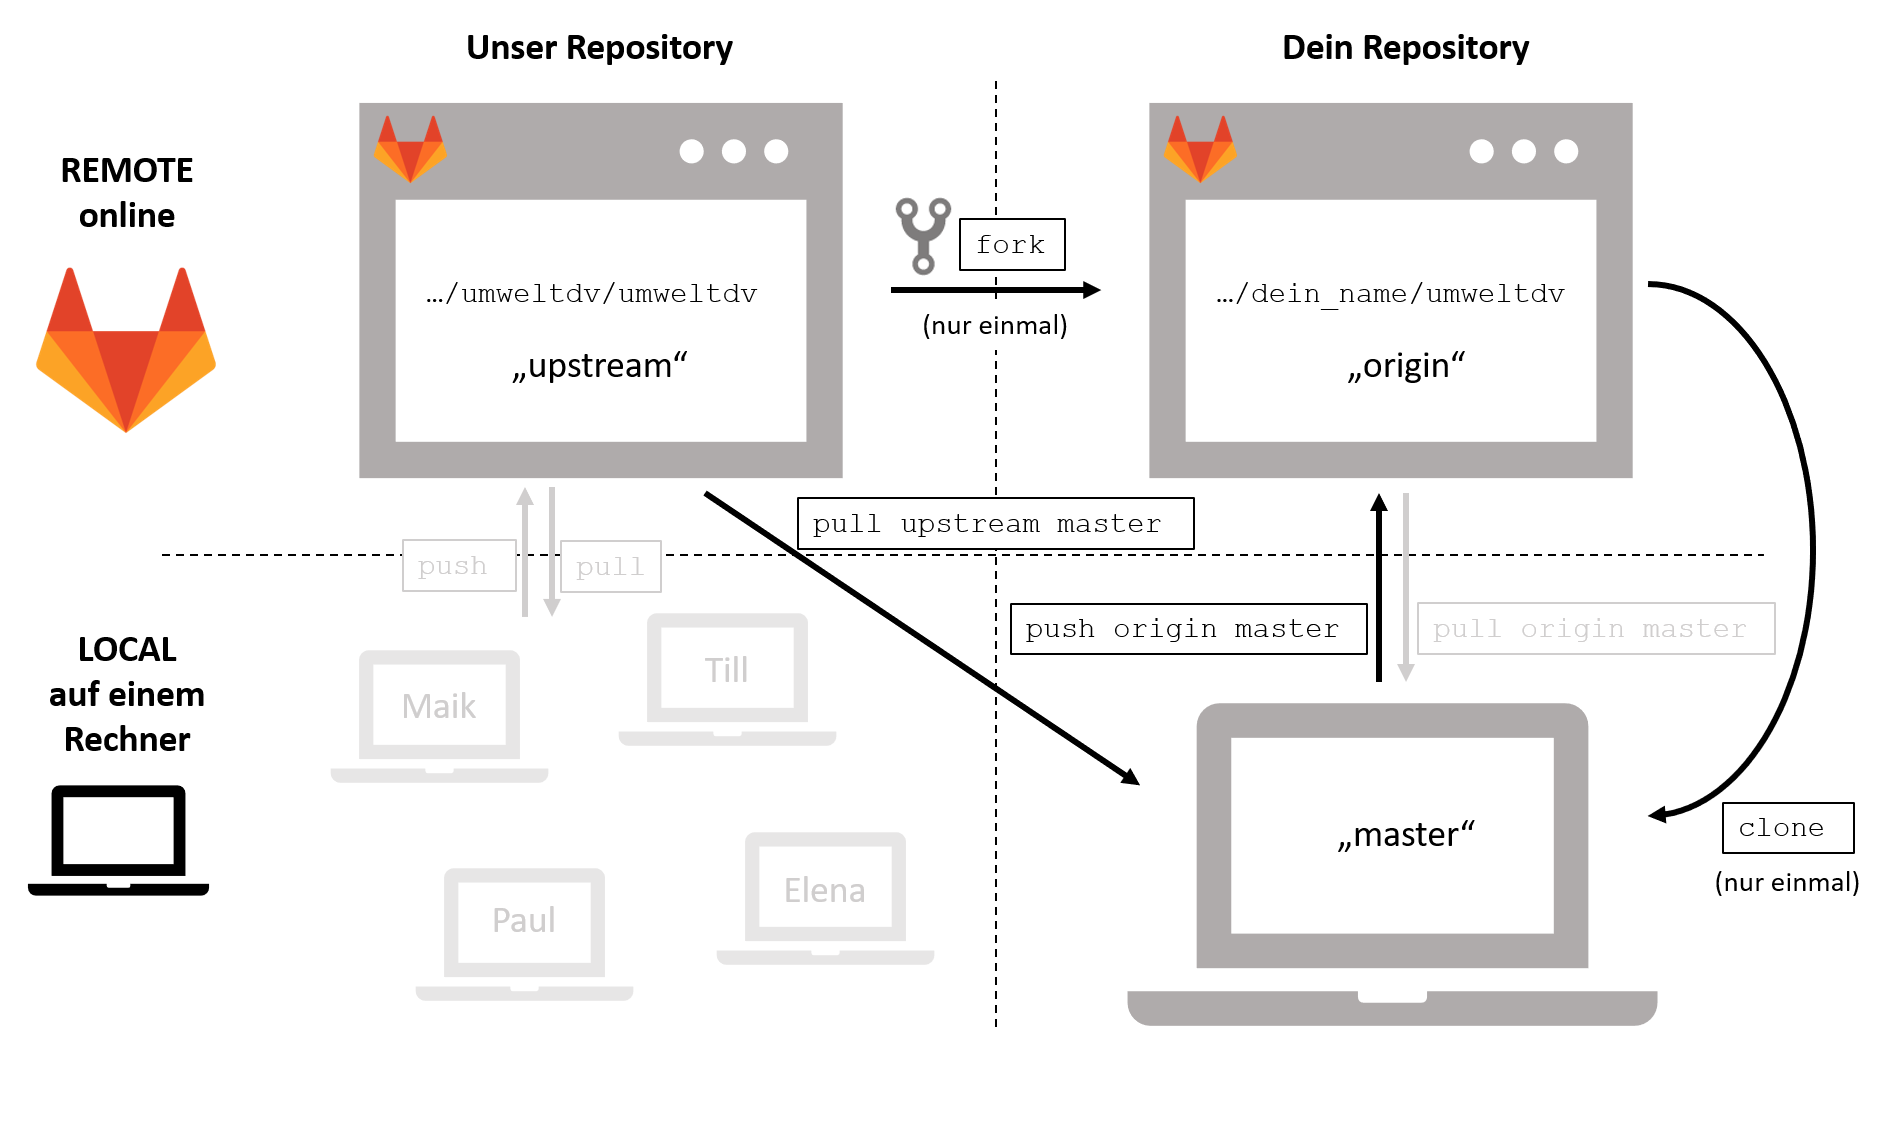 Unser Repository
Dein Repository
REMOTE
online
…/umweltdv/umweltdv
„upstream“
fork
(nur einmal)
…/dein_name/umweltdv
„origin“
pull upstream master
push
pull
push origin master
pull origin master
LOCAL
auf einem
Rechner
Maik
Till
Paul
Elena
„master“
clone
(nur einmal)